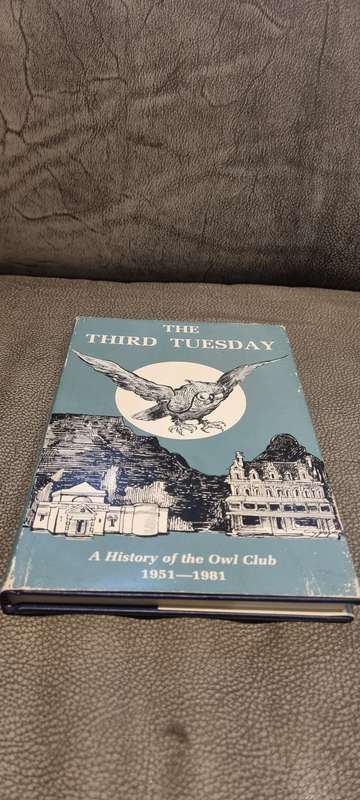 THE
THIRD TUESDAY
A History of the Owl Club
1951—1981